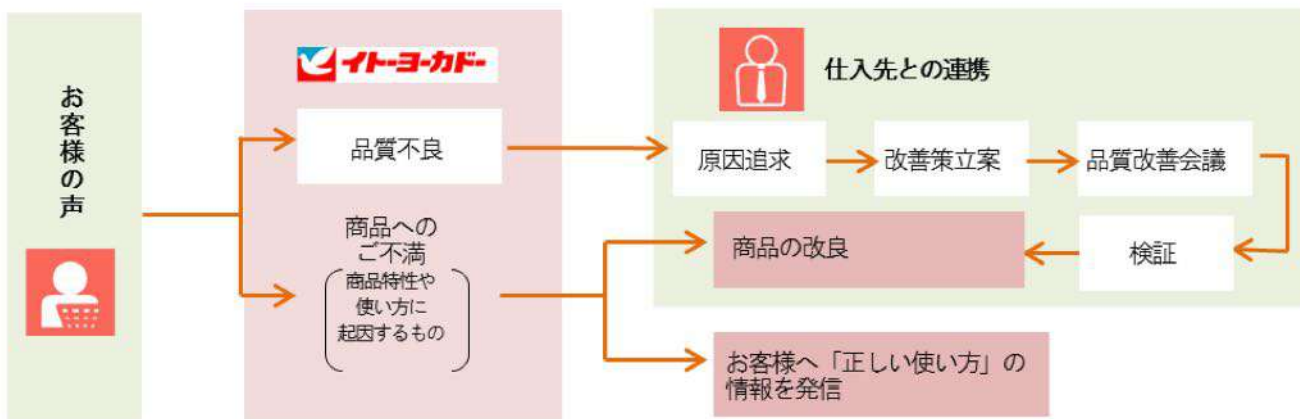 お客様の声
イトーヨーカドー
品質不良
商品への
ご不満
商品特性や
使い方に
起因するもの
仕入先との連携
原因追求
改善策立案
品質改善会議
検証
商品の改良
お客様へ「正しい使い方」の
情報を発信